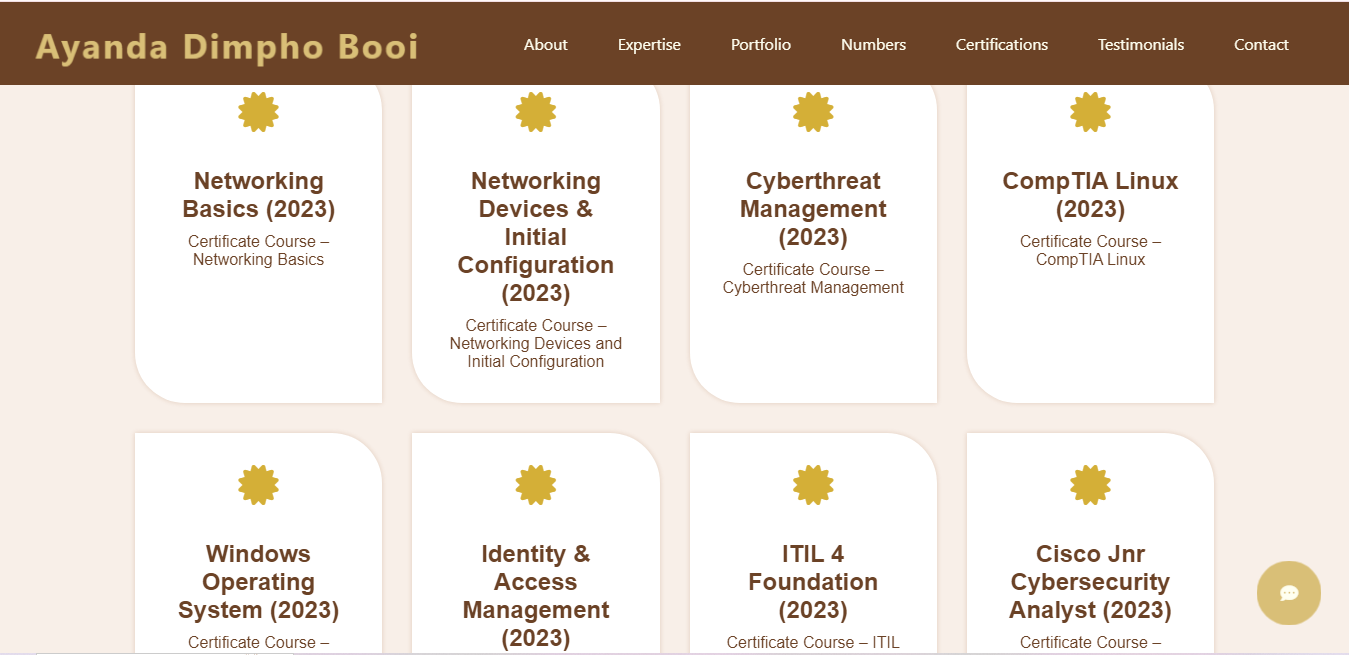 Ayanda Dimpho Booi
About
Expertise
Portfolio
Numbers
Certifications
Testimonials
Contact
Networking
Basics (2023)
Certificate Course –
Networking Basics
Networking
Devices &
Initial
Configuration
(2023)
Certificate Course –
Networking Devices and
Initial Configuration
Cyberthreat
Management
(2023)
Certificate Course –
Cyberthreat Management
CompTIA Linux
(2023)
Certificate Course –
CompTIA Linux
Windows
Operating
System (2023)
Certificate Course –
Identity &
Access
Management
(2023)
ITIL 4
Foundation
(2023)
Certificate Course – ITIL
Cisco Jnr
Cybersecurity
Analyst (2023)
Certificate Course –